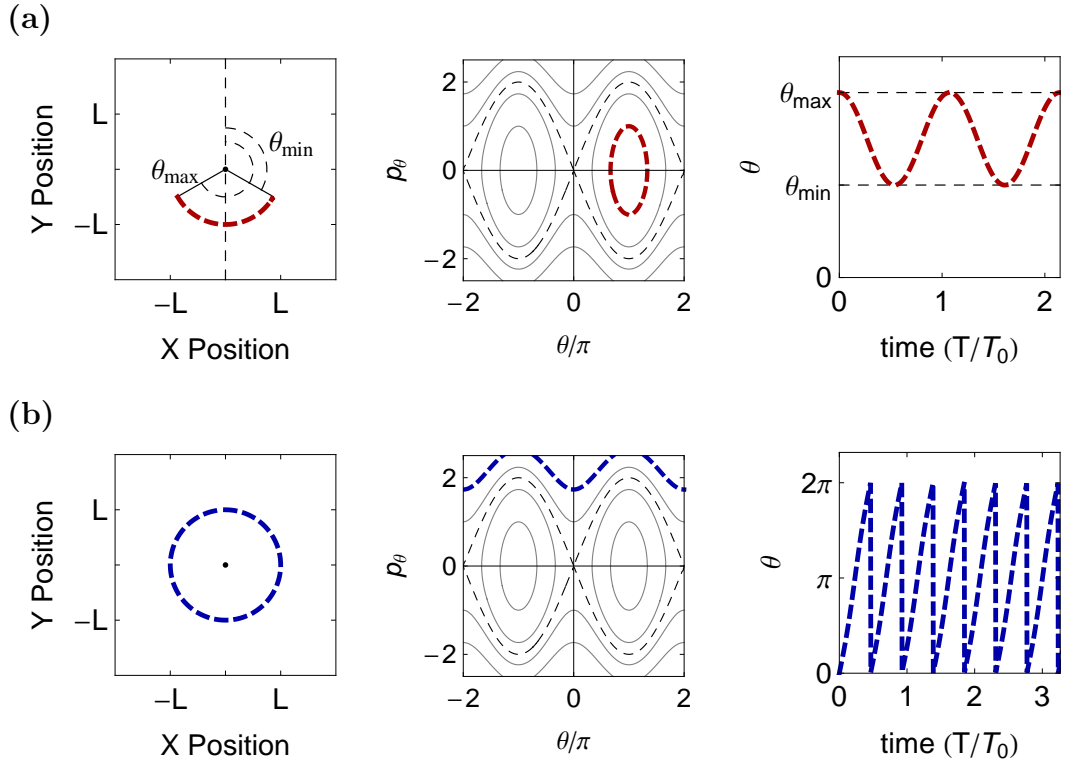 (a)
Y Position
L
−L
−L
L
X Position
θmax
θmin
pθ
2
0
−2
−2
0
2
θ/π
θ
θmax
θmin
0
0
1
2
time (T/T0)
(b)
Y Position
L
−L
−L
L
X Position
pθ
2
0
−2
−2
0
2
θ/π
θ
2π
π
0
0
1
2
3
time (T/T0)